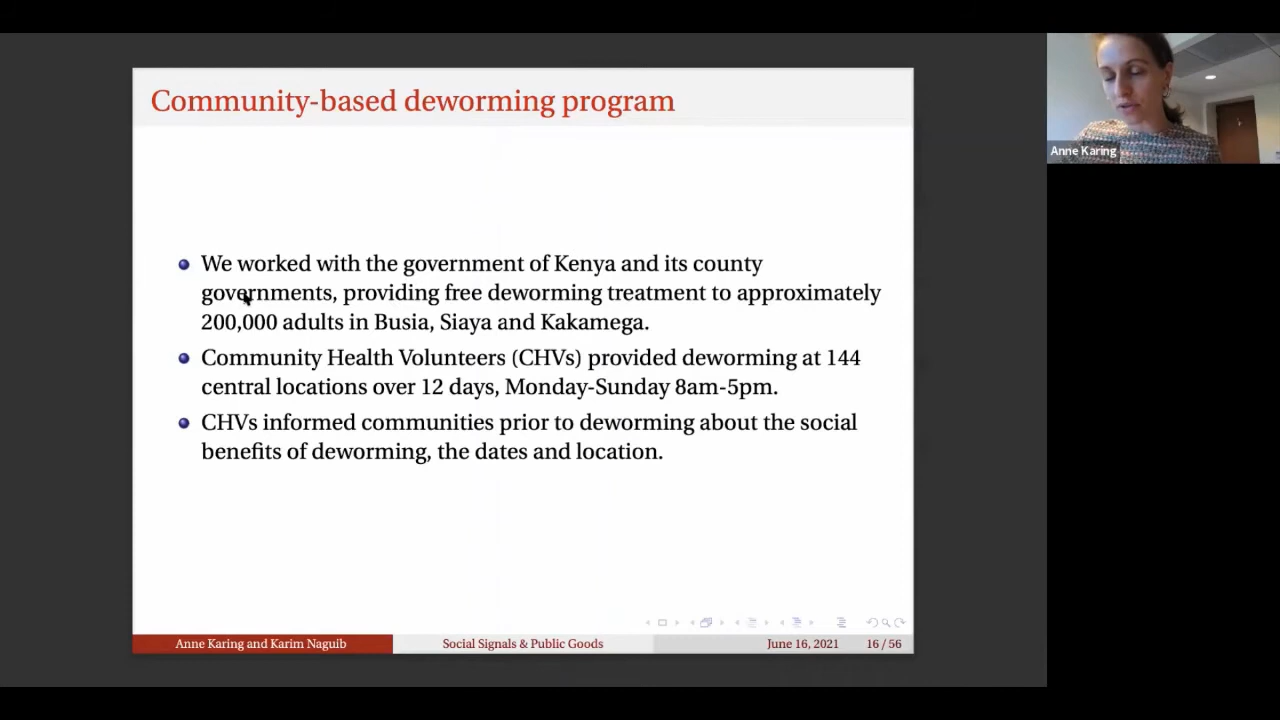 Community-based deworming program
Anne Karing
We worked with the government of Kenya and its county
governments, providing free deworming treatment to approximately
200,000 adults in Busia, Siaya and Kakamega.
Community Health Volunteers (CHVs) provided deworming at 144
central locations over 12 days, Monday-Sunday 8am-5pm.
CHVs informed communities prior to deworming about the social
benefits of deworming, the dates and location.
Anne Karing and Karim Naguib
Social Signals & Public Goods
June 16, 2021
16 / 56